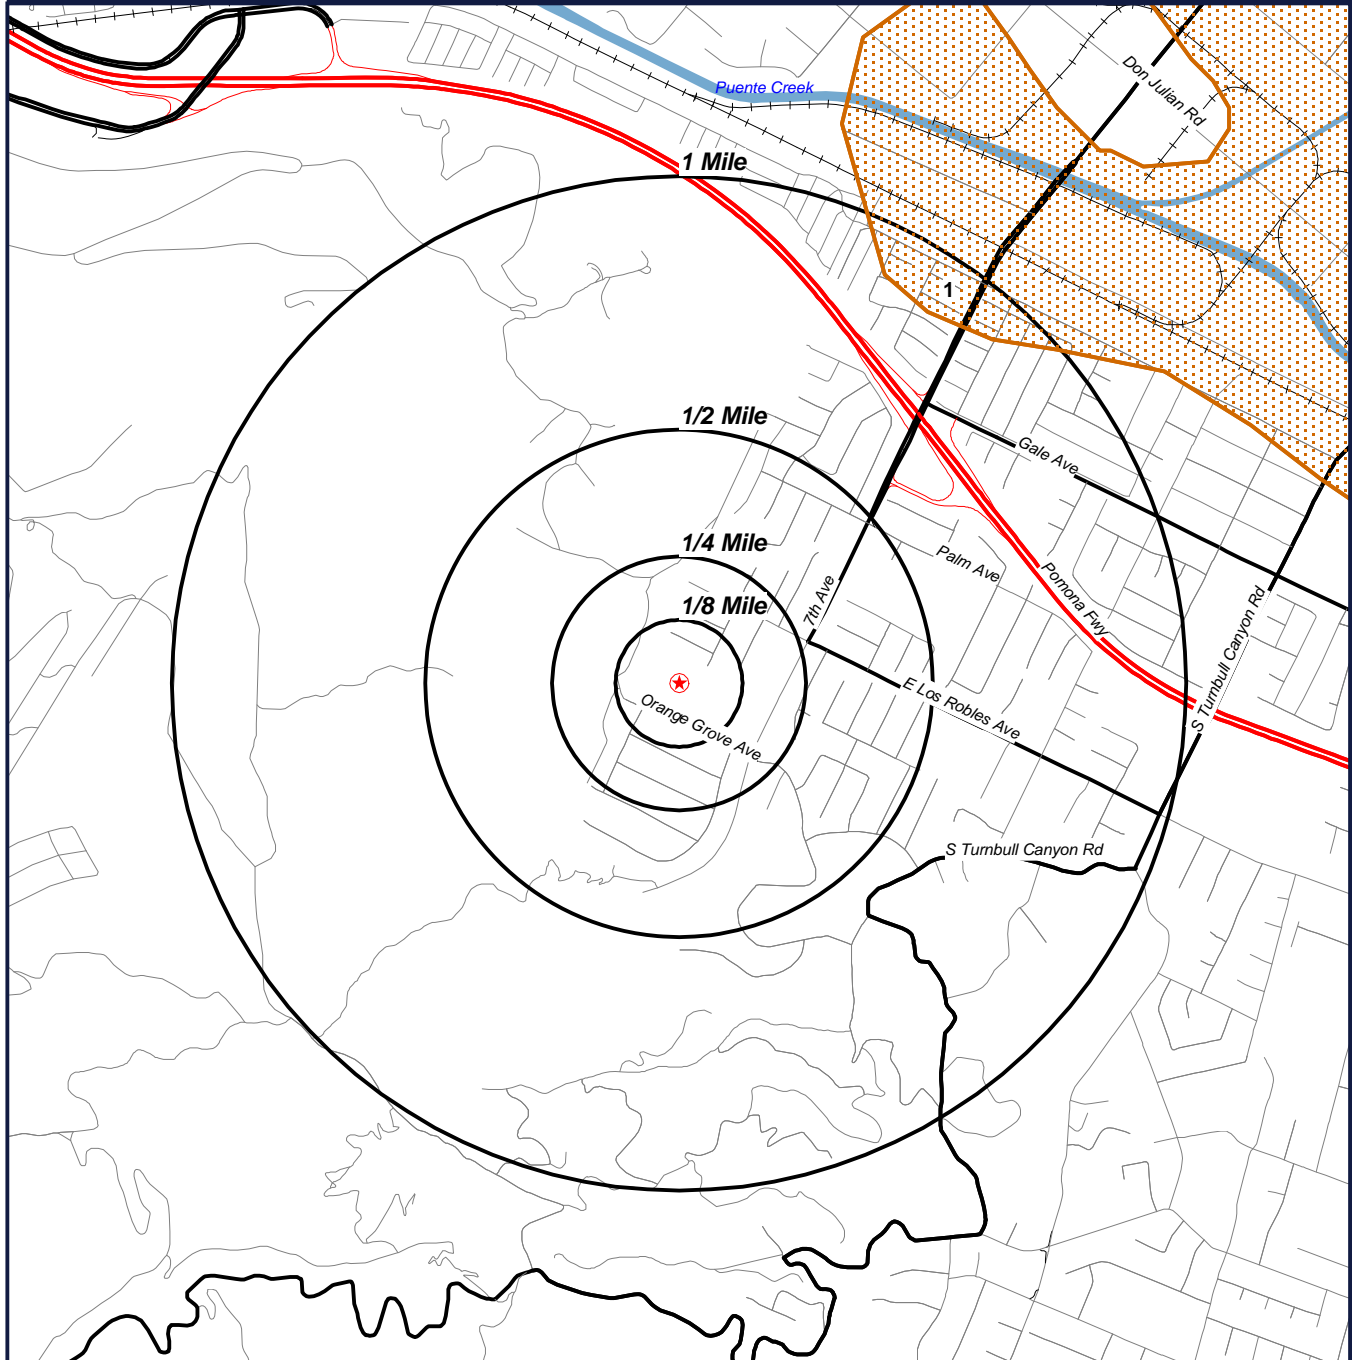 Don Julian Rd
Puente Creek
1 Mile
1
1/2 Mile
Gale Ave
1/4 Mile
Palm Ave
Pomona Fwy
7th Ave
1/8 Mile
S Turnbull Canyon Rd
E Los Robles Ave
Orange Grove Ave
S Turnbull Canyon Rd